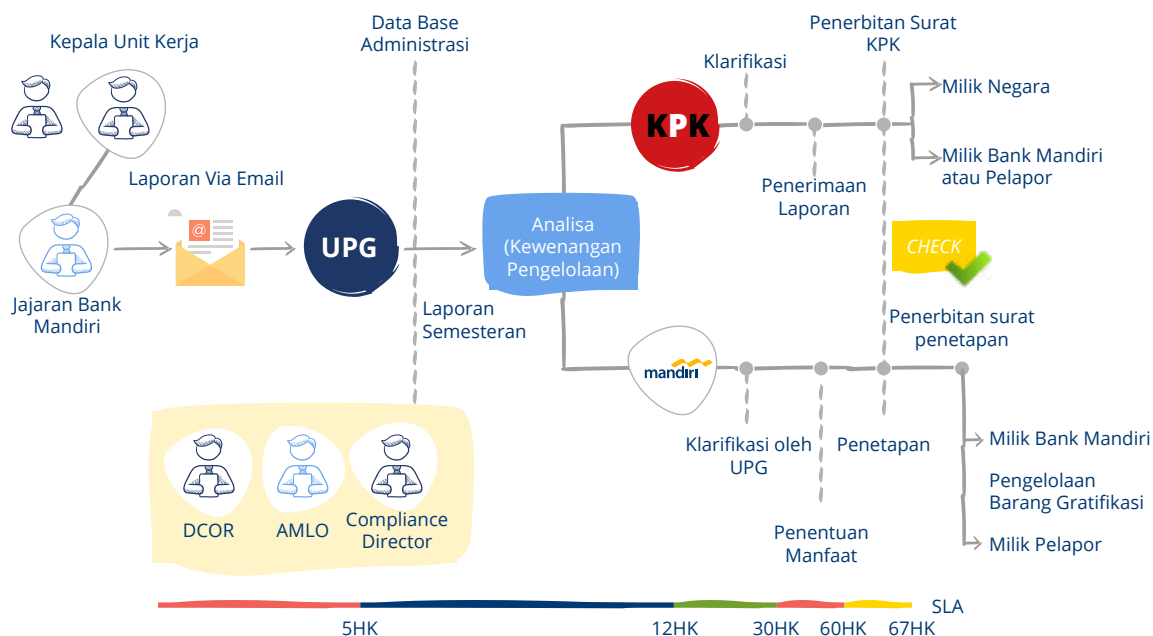 Kepala Unit Kerja
Data Base
Administrasi
Penerbitan Surat
KPK
Klarifikasi
KPK
Milik Negara
Milik Bank Mandiri
atau Pelapor
Penerimaan
Laporan
Laporan Via Email
@
UPG
Analisa
(Kewenangan
Pengelolaan)
CHECK
Jajaran Bank
Mandiri
Laporan
Semesteran
Penerbitan surat
penetapan
mandiri
Klarifikasi oleh
UPG
Penetapan
Milik Bank Mandiri
Pengelolaan
Barang Gratifikasi
Milik Pelapor
Penentuan
Manfaat
DCOR
AMLO
Compliance
Director
SLA
5HK
12HK
30HK
60HK
67HK